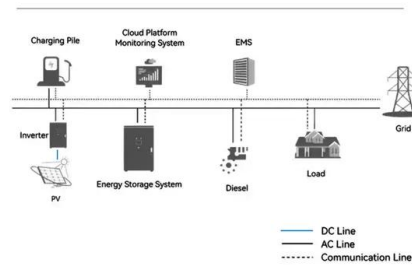 Charging Pile
Cloud Platform
Monitoring System
EMS
Grid
Inverter
PV
Energy Storage System
Diesel
Load
DC Line
AC Line
Communication Line